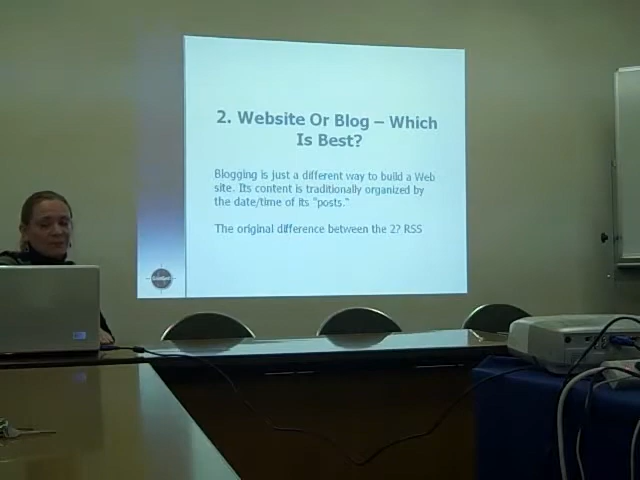 2. Website Or Blog – Which
Is Best?
Blogging is just a different way to build a Web
site. Its content is traditionally organized by
the date/time of its "posts."
The original difference between the 2? RSS